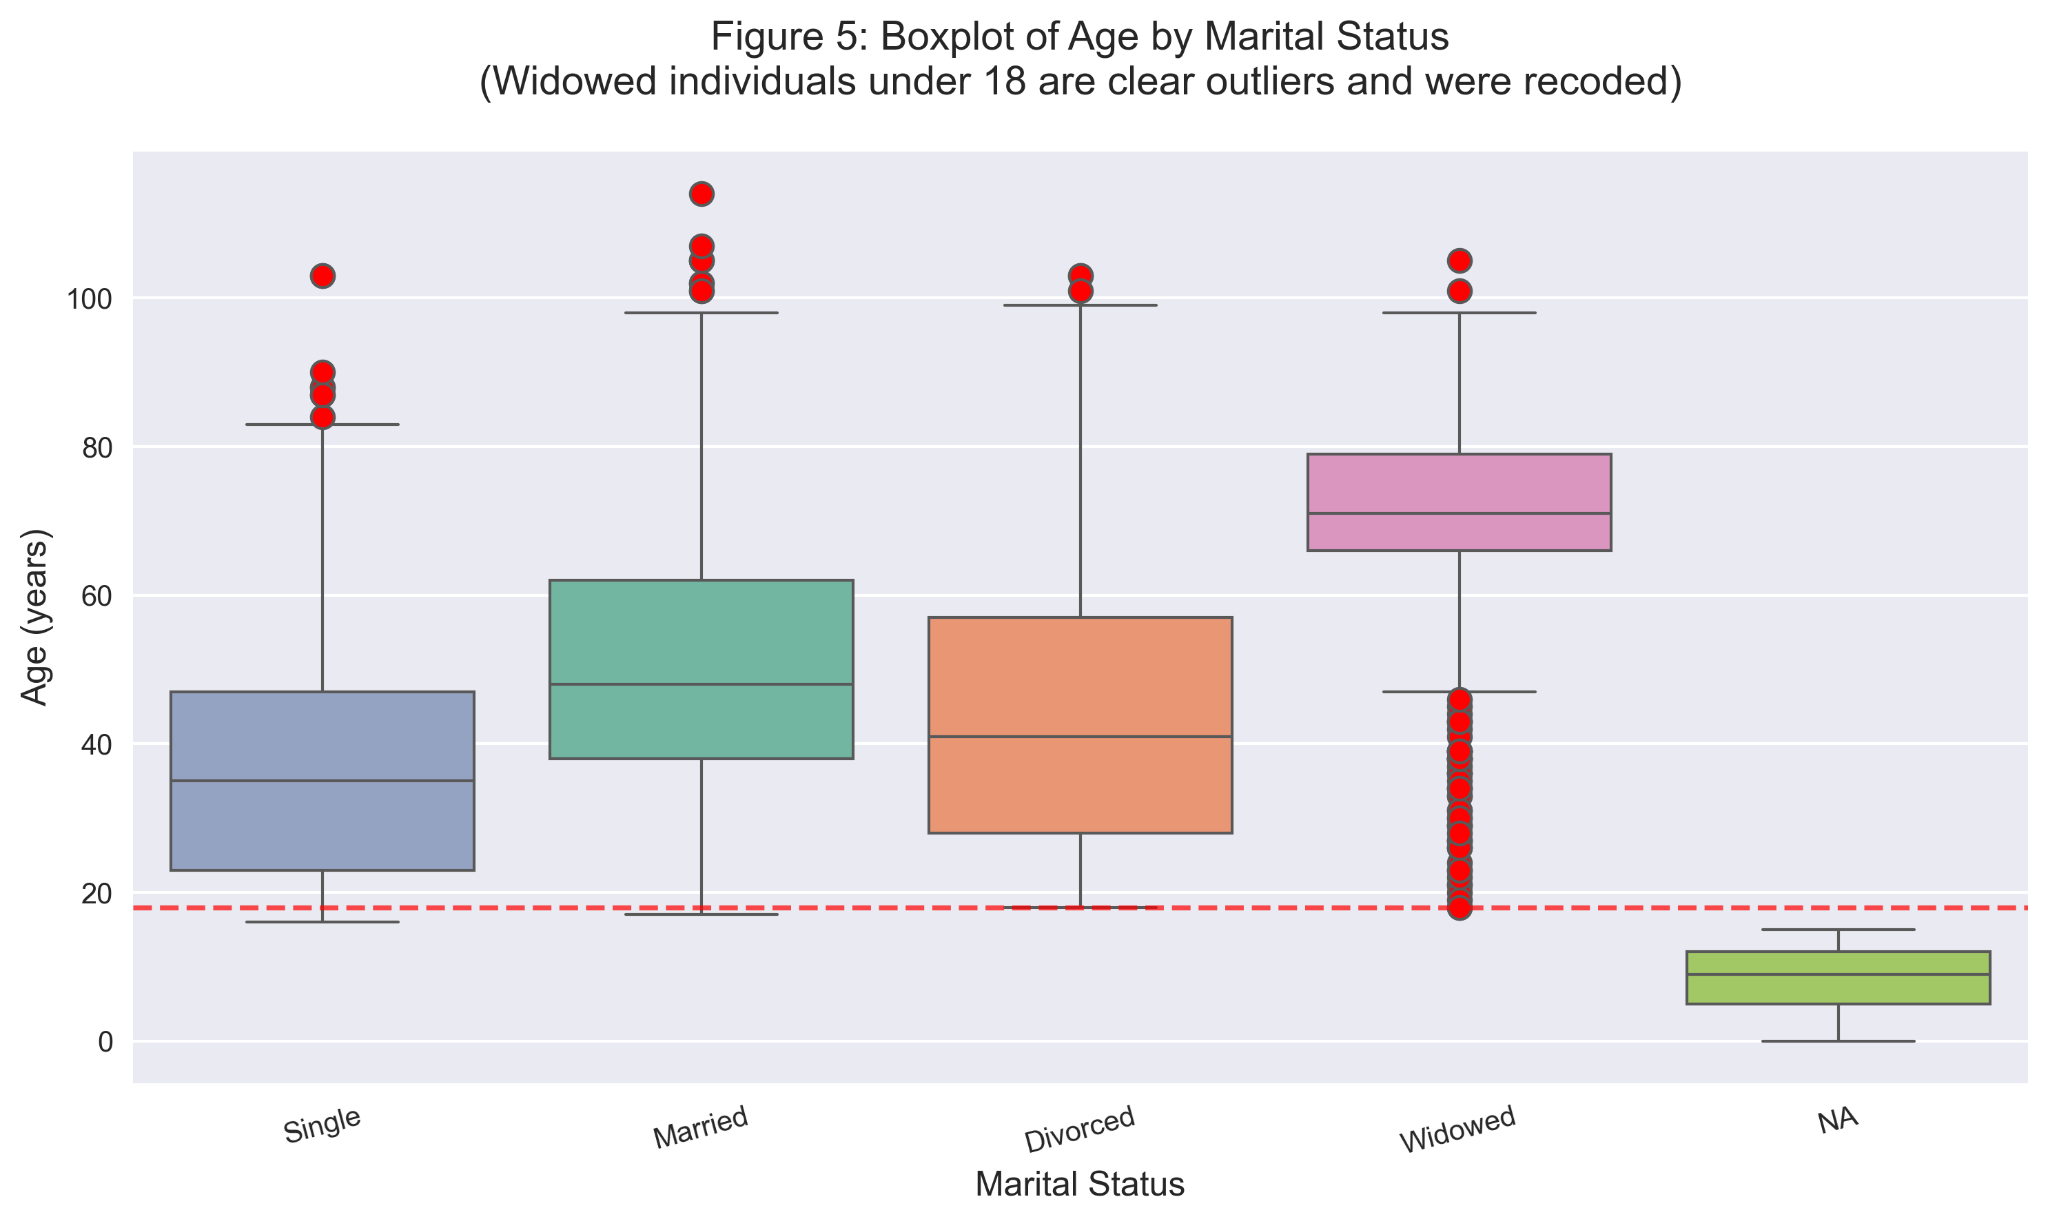 Figure 5: Boxplot of Age by Marital Status
(Widowed individuals under 18 are clear outliers and were recoded)
Age (years)
100
80
60
40
20
0
Single
Married
Divorced
Widowed
NA
Marital Status